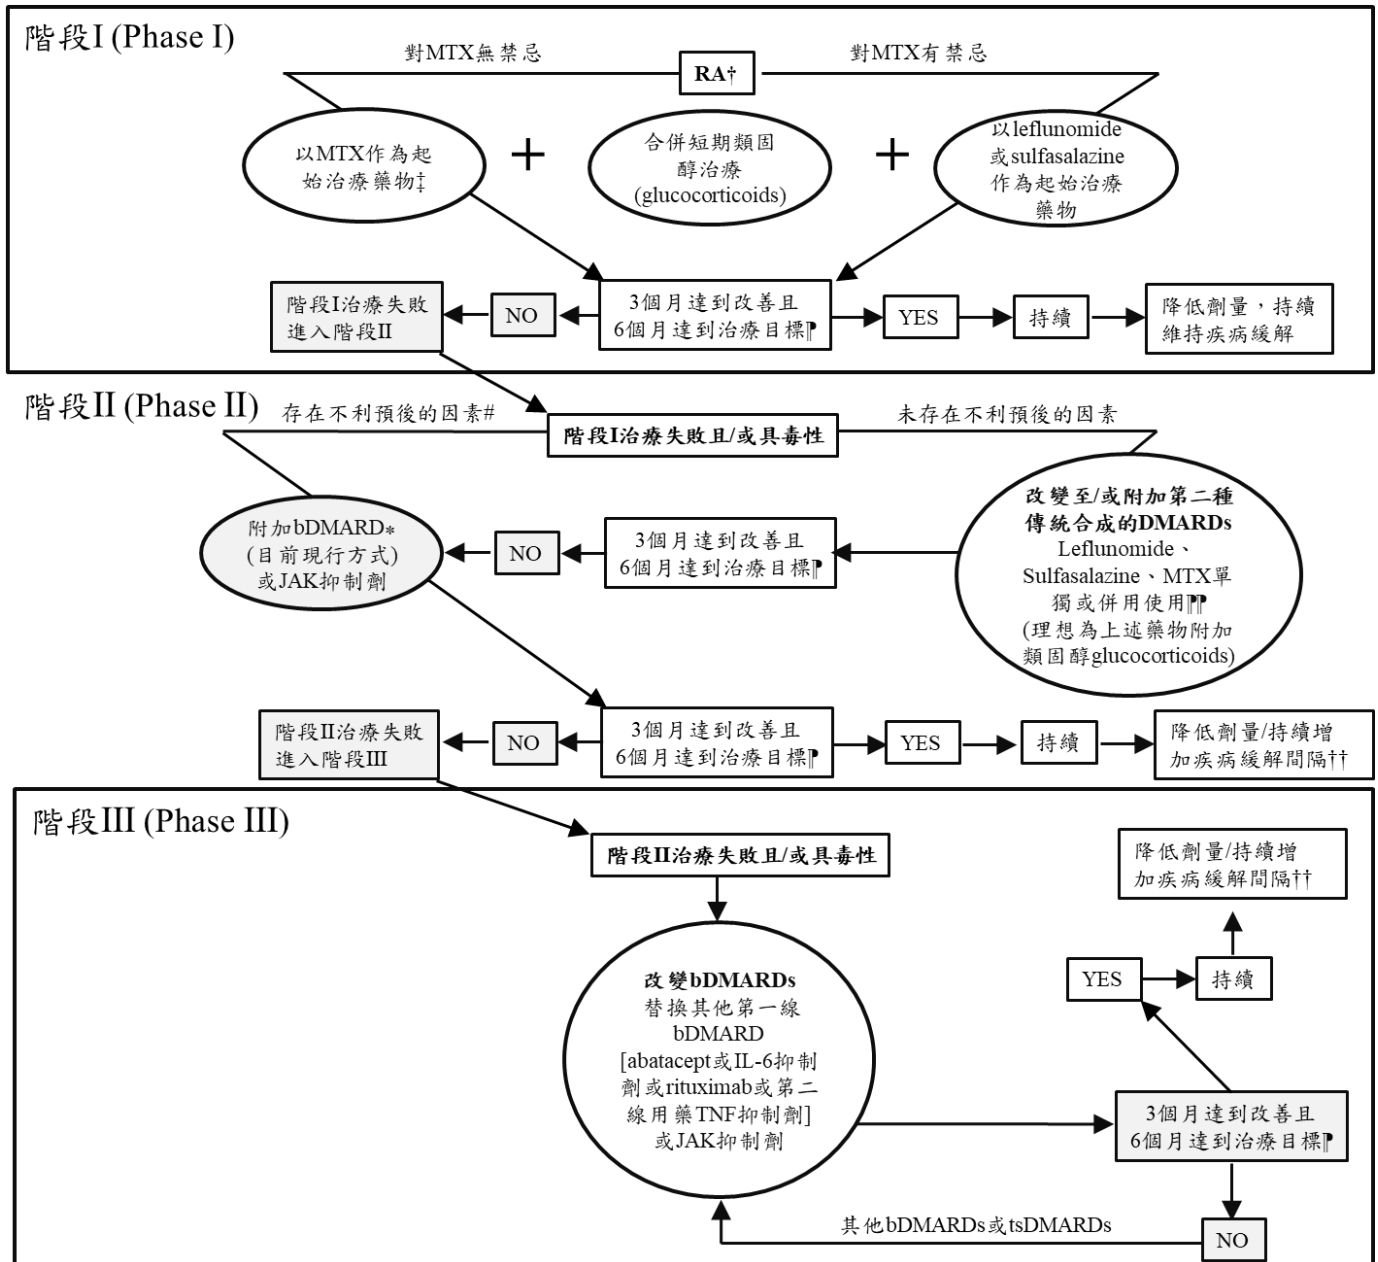 階段I (Phase I)
對MTX無禁忌
RA†
對MTX有禁忌
以MTX作為起
始治療藥物‡
+
合併短期類固
醇治療
(glucocorticoids)
+
以leflunomide
或sulfasalazine
作為起始治療
藥物
階段I治療失敗
進入階段II
NO
3個月達到改善且
6個月達到治療目標⁋
YES
持續
降低劑量，持續
維持疾病緩解
階段II (Phase II)
存在不利預後的因素#
階段I治療失敗且/或具毒性
未存在不利預後的因素
附加bDMARD*
(目前現行方式)
或JAK抑制劑
NO
3個月達到改善且
6個月達到治療目標⁋
改變至/或附加第二種
傳統合成的DMARDs
Leflunomide、
Sulfasalazine、MTX單
獨或併用使用⁋⁋
(理想為上述藥物附加
類固醇glucocorticoids)
階段II治療失敗
進入階段III
NO
3個月達到改善且
6個月達到治療目標⁋
YES
持續
降低劑量/持續增
加疾病緩解間隔††
階段III (Phase III)
階段II治療失敗且/或具毒性
降低劑量/持續增
加疾病緩解間隔††
YES
持續
改變bDMARDs
替換其他第一線
bDMARD
[abatacept或IL-6抑制
劑或rituximab或第二
線用藥TNF抑制劑]
或JAK抑制劑
3個月達到改善且
6個月達到治療目標⁋
其他bDMARDs或tsDMARDs
NO